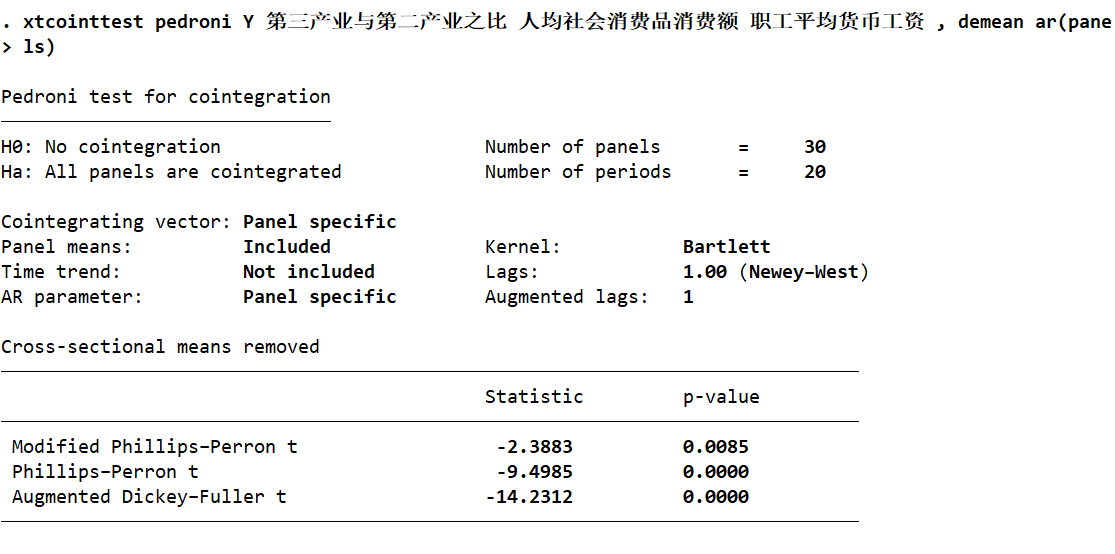 . xtcointtest pedroni Y 第三产业与第二产业之比 人均社会消费品消费额 职工平均货币工资 , demean ar(pane
> ls)
Pedroni test for cointegration
H0: No cointegration Number of panels = 30
Ha: All panels are cointegrated Number of periods = 20
Cointegrating vector: Panel specific
Panel means: Included Kernel: Bartlett
Time trend: Not included Lags: 1.00 (Newey–West)
AR parameter: Panel specific Augmented lags: 1
Cross-sectional means removed
Statistic p-value
Modified Phillips–Perron t -2.3883 0.0085
Phillips–Perron t -9.4985 0.0000
Augmented Dickey–Fuller t -14.2312 0.0000